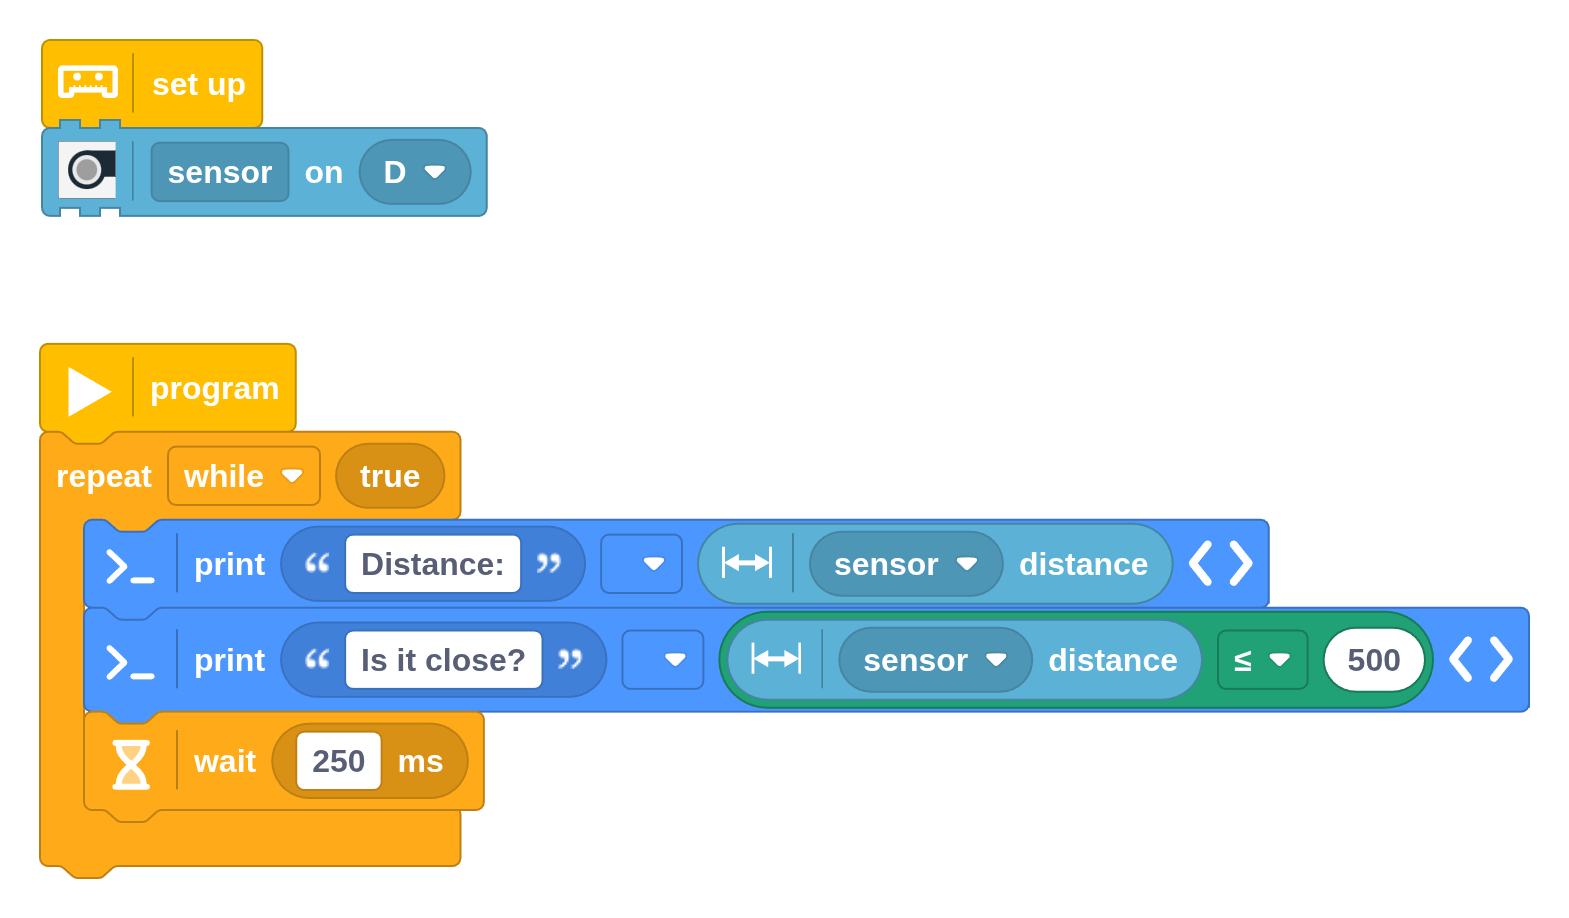 set up
sensor on D
program
repeat while true
print “ Distance: ” sensor distance
print “ Is it close? ” sensor distance ≤ 500
wait 250 ms